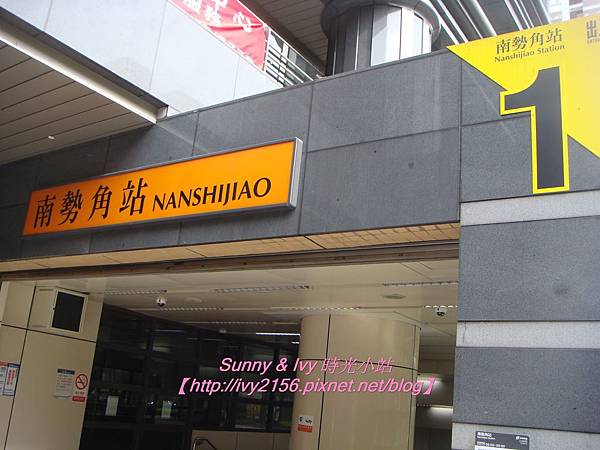 南勢角站
Nanshijiao Station
出
1
南勢角站 NANSHIJIAO
Sunny & Ivy 時光小站
【http://ivy2156.pixnet.net/blog】